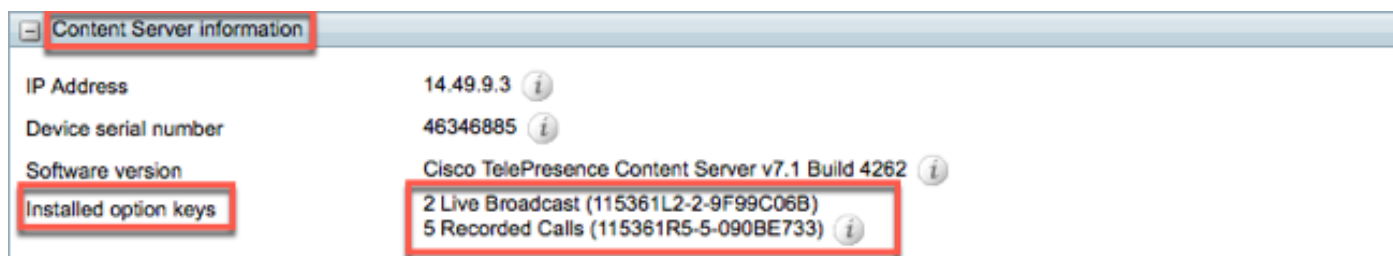 Content Server information
IP Address 14.49.9.3
Device serial number 46346885
Software version Cisco TelePresence Content Server v7.1 Build 4262
Installed option keys 2 Live Broadcast (115361L2-2-9F99C06B)
5 Recorded Calls (115361R5-5-090BE733)